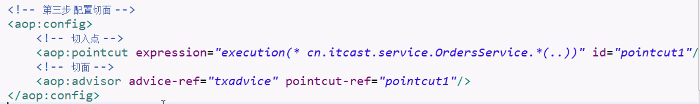 <!-- 第三步 配置切面 -->
<aop:config>
<!-- 切入点 -->
<aop:pointcut expression="execution(* cn.itcast.service.OrdersService.*(..))" id="pointcut1"/
<!-- 切面 -->
<aop:advisor advice-ref="txadvice" pointcut-ref="pointcut1"/>
</aop:config>